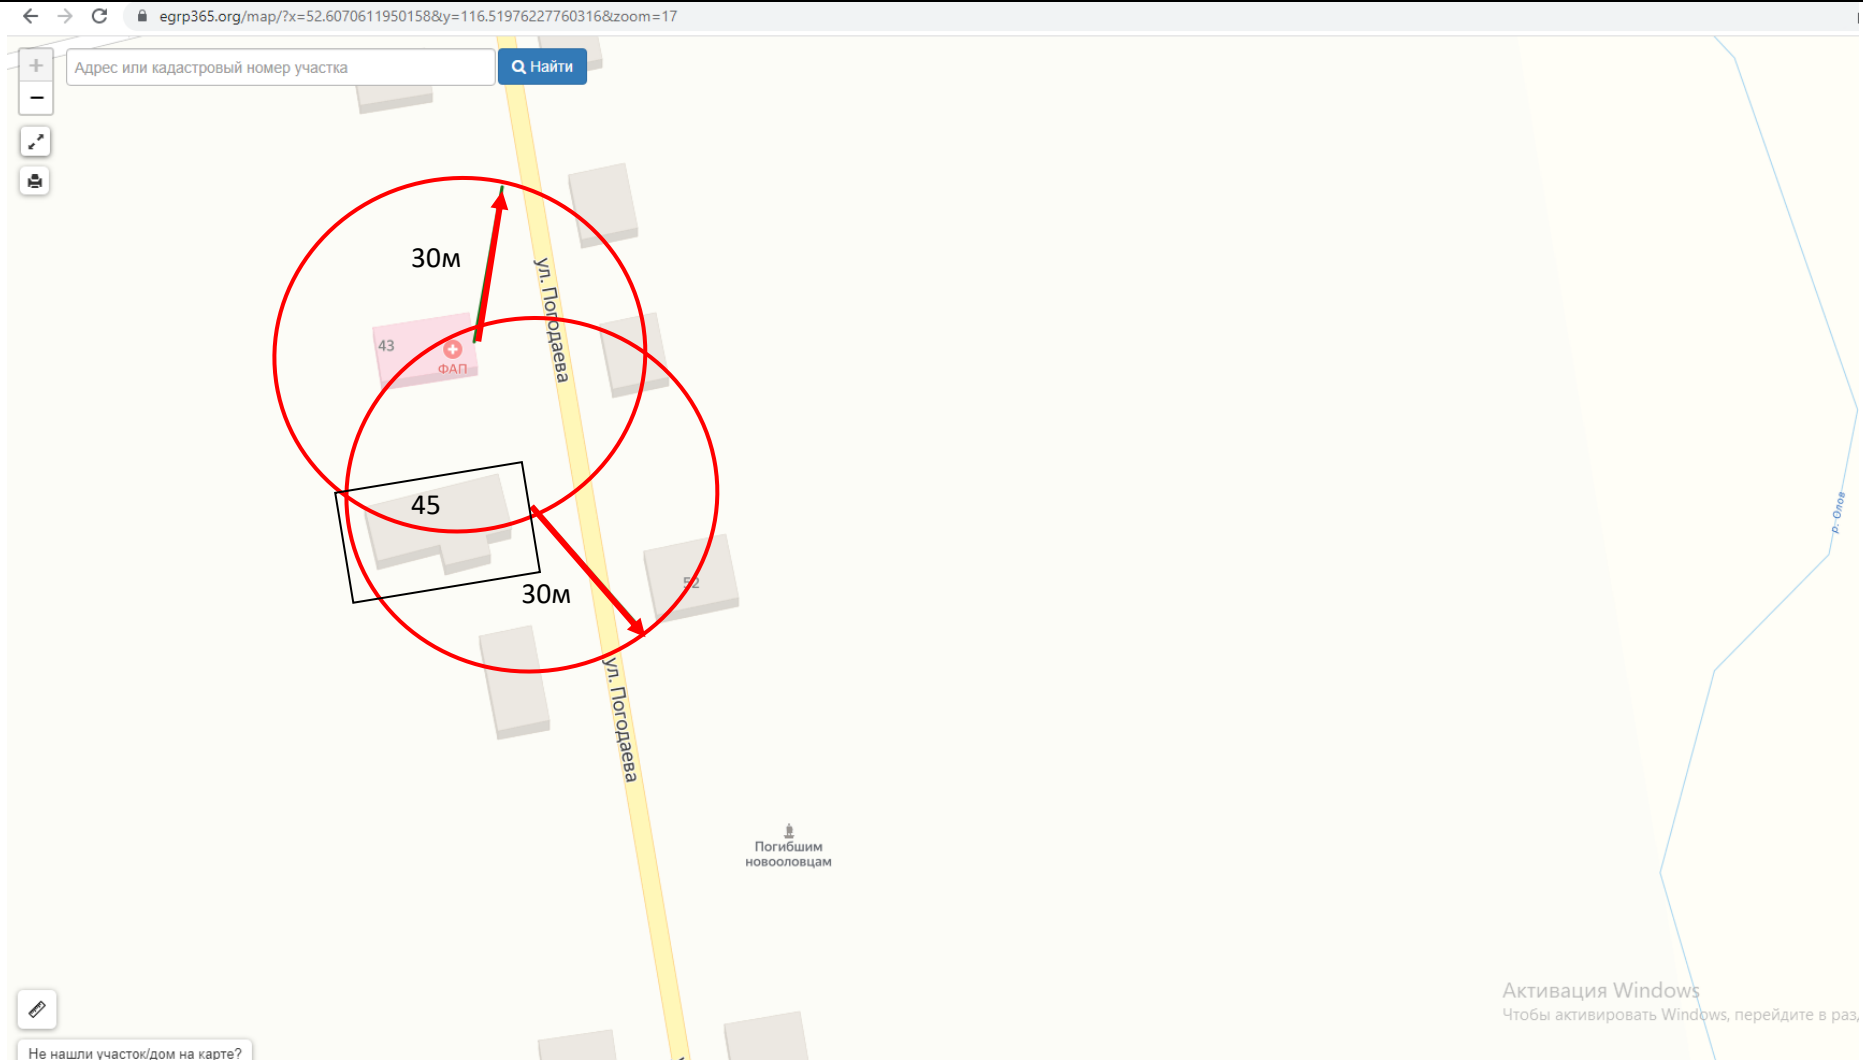 egrp365.org/map/?x=52.6070611950158&y=116.51976227760316&zoom=17
+
Адрес или кадастровый номер участка
Найти
−
30м
ул. Погодаева
43
ФАП
45
р. Олов
52
30м
ул. Погодаева
Погибшим
новооловцам
Активация Windows
Чтобы активировать Windows, перейдите в раз
Не нашли участок/дом на карте?